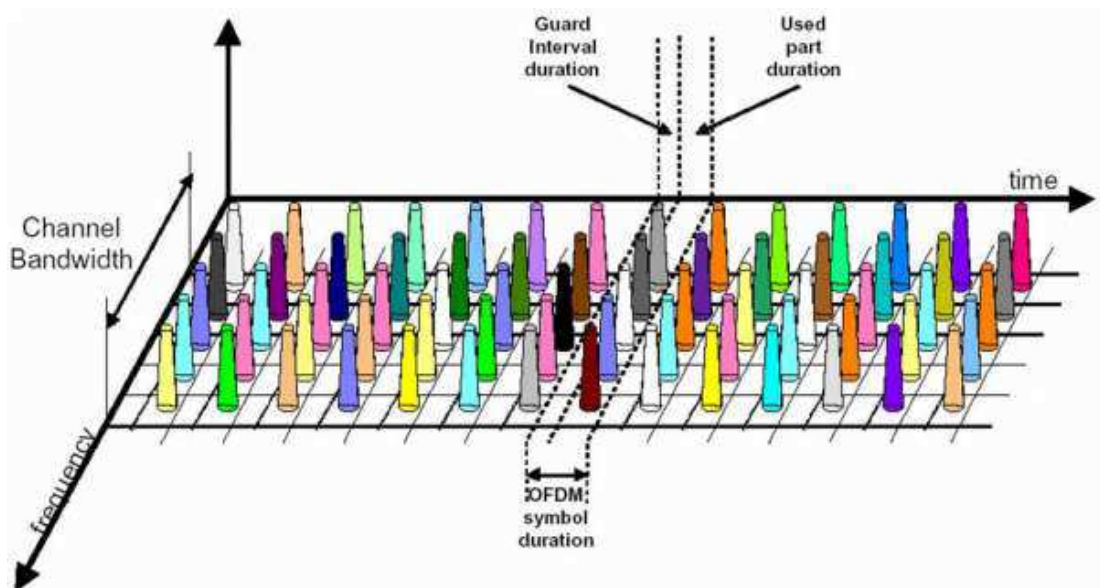 Guard
Interval
duration
Used
part
duration
time
Channel
Bandwidth
frequency
OFDM
symbol
duration